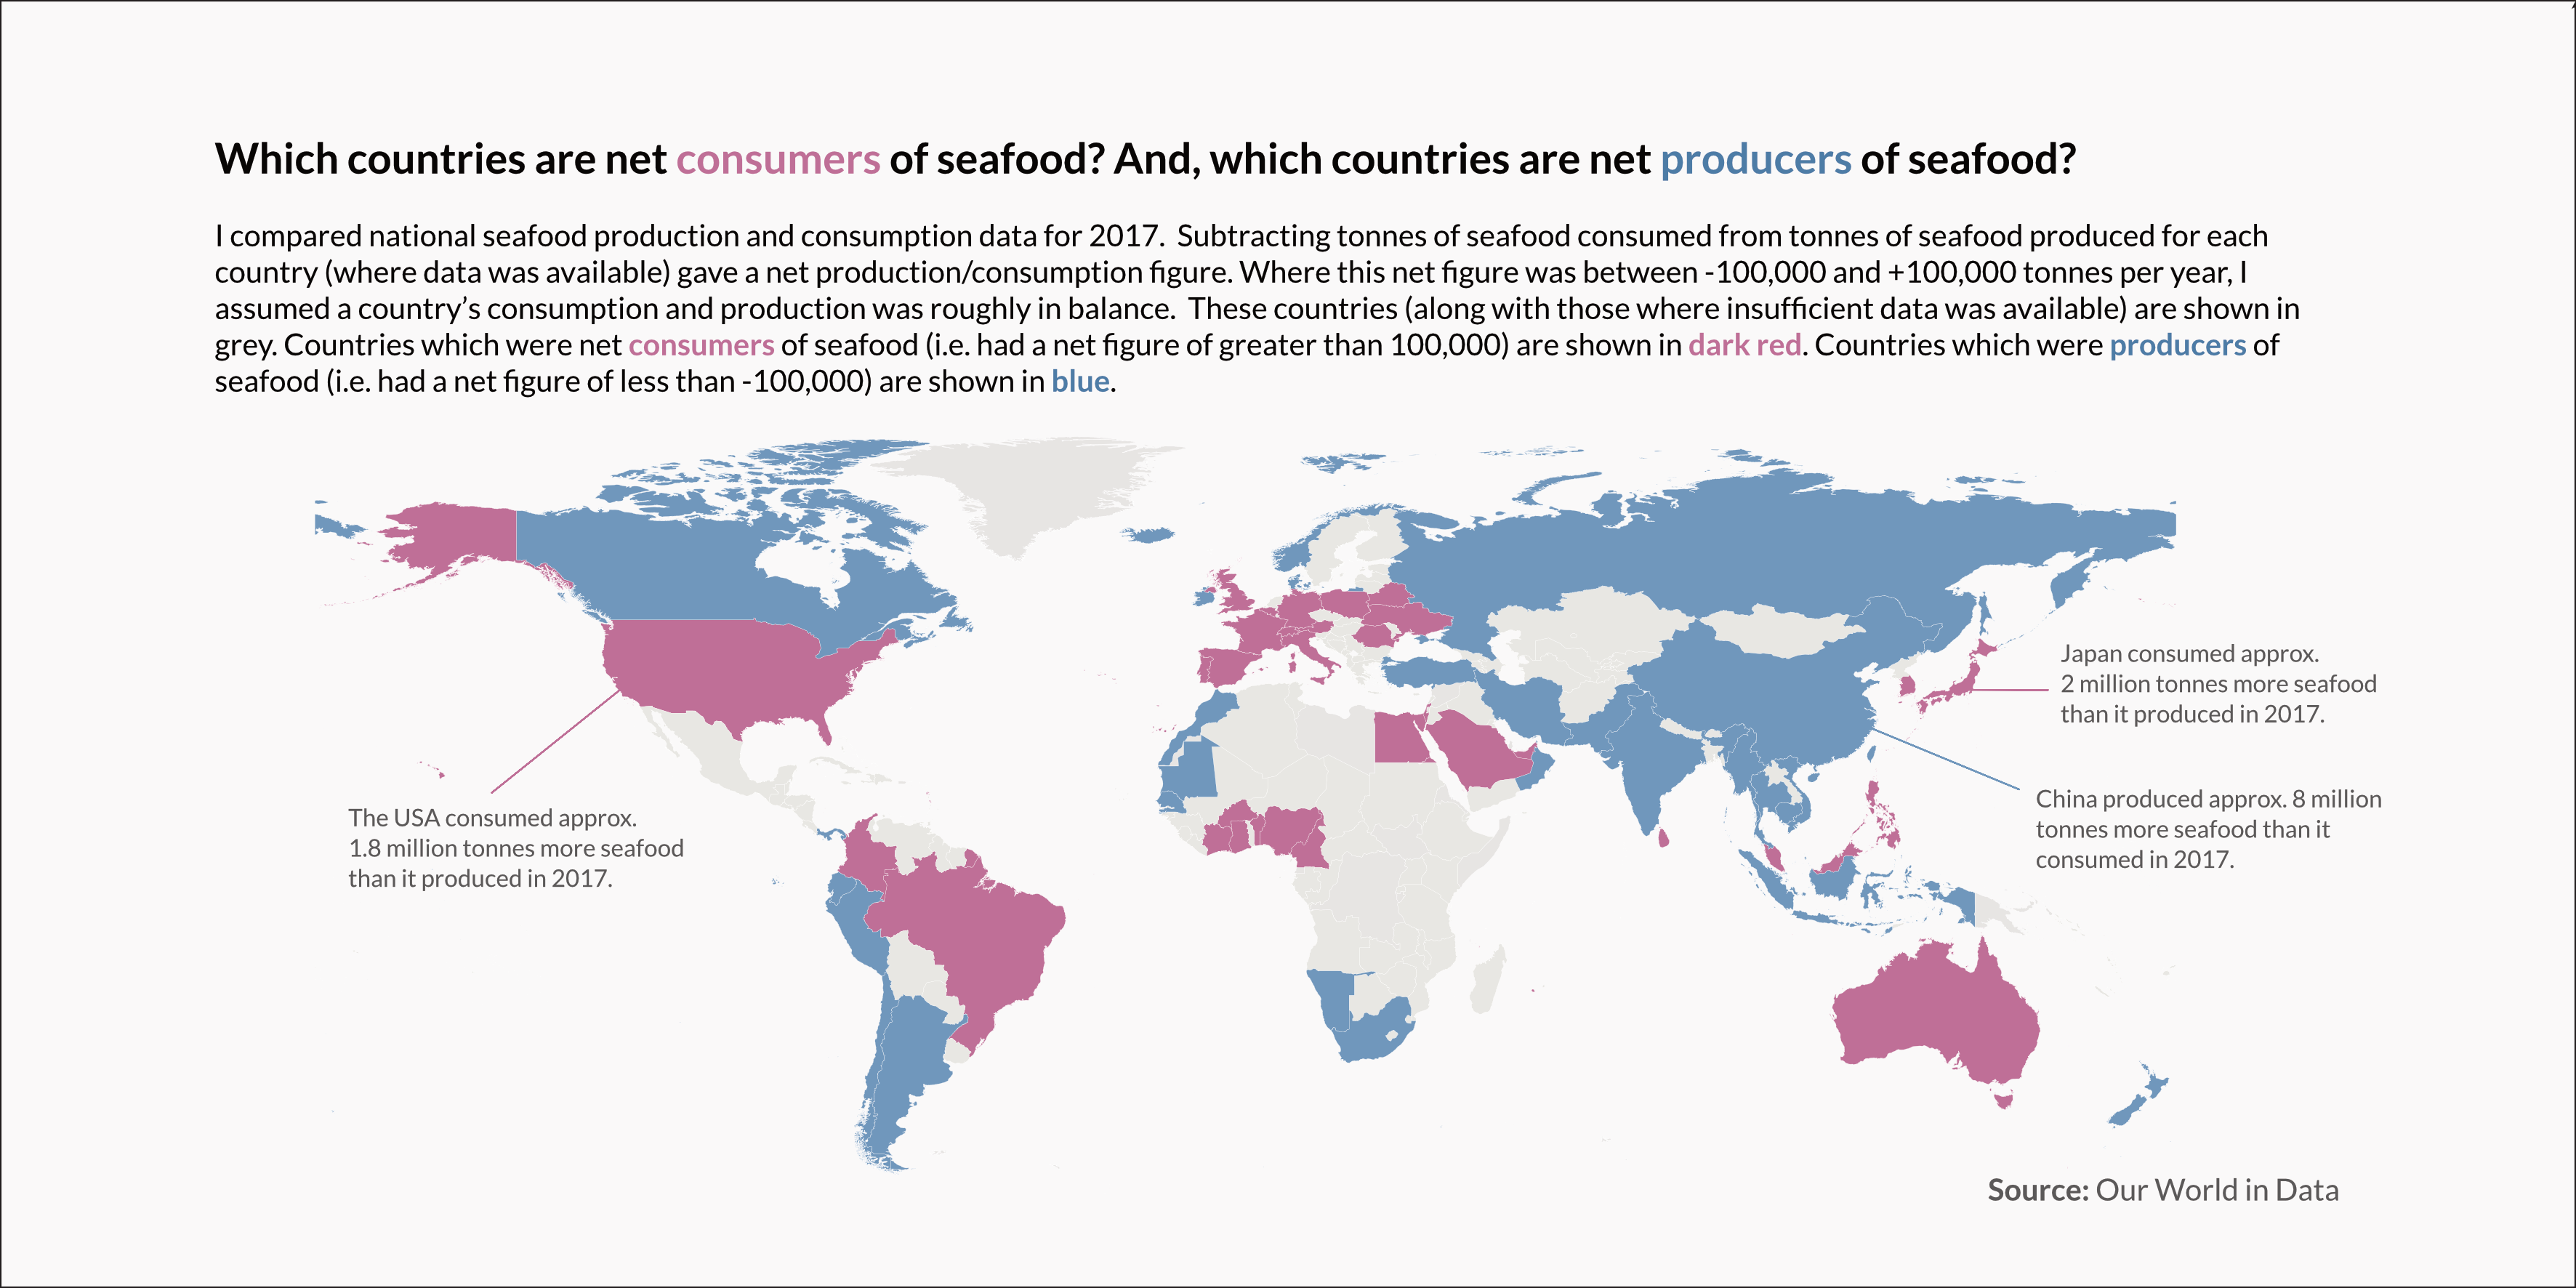 Which countries are net consumers of seafood? And, which countries are net producers of seafood?
I compared national seafood production and consumption data for 2017.  Subtracting tonnes of seafood consumed from tonnes of seafood produced for each
country (where data was available) gave a net production/consumption figure. Where this net figure was between -100,000 and +100,000 tonnes per year, I
assumed a country’s consumption and production was roughly in balance.  These countries (along with those where insufficient data was available) are shown in
grey. Countries which were net consumers of seafood (i.e. had a net figure of greater than 100,000) are shown in dark red. Countries which were producers of
seafood (i.e. had a net figure of less than -100,000) are shown in blue.
Japan consumed approx.
2 million tonnes more seafood
than it produced in 2017.
China produced approx. 8 million
tonnes more seafood than it
consumed in 2017.
The USA consumed approx.
1.8 million tonnes more seafood
than it produced in 2017.
Source: Our World in Data